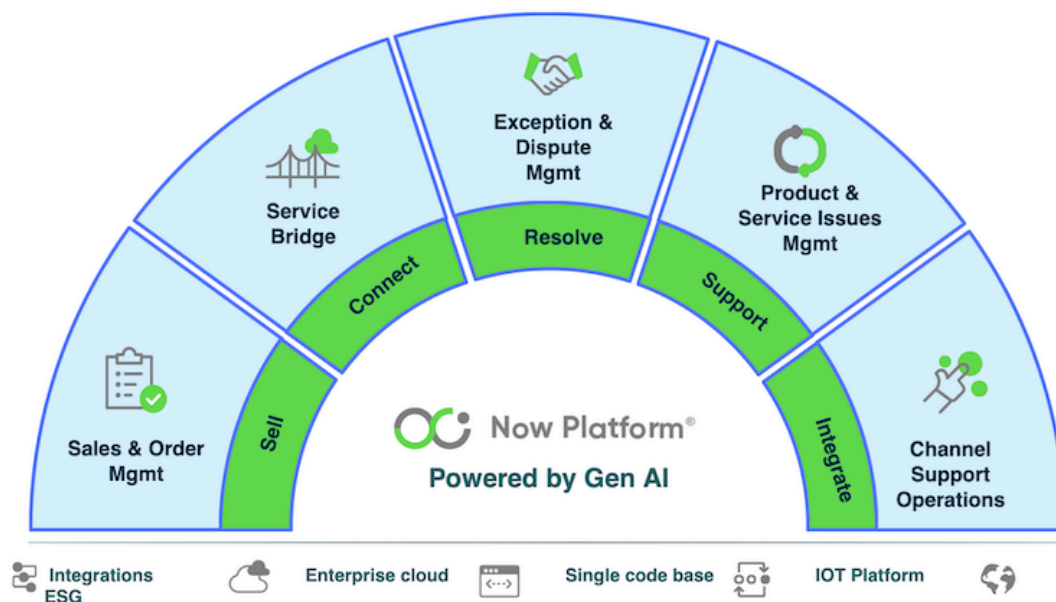 Exception &
Dispute
Mgmt
Service
Bridge
Product &
Service Issues
Mgmt
Resolve
Connect
Support
Sales & Order
Mgmt
Sell
Now Platform®
Powered by Gen AI
Integrate
Channel
Support
Operations
Integrations
ESG
Enterprise cloud
Single code base
IOT Platform